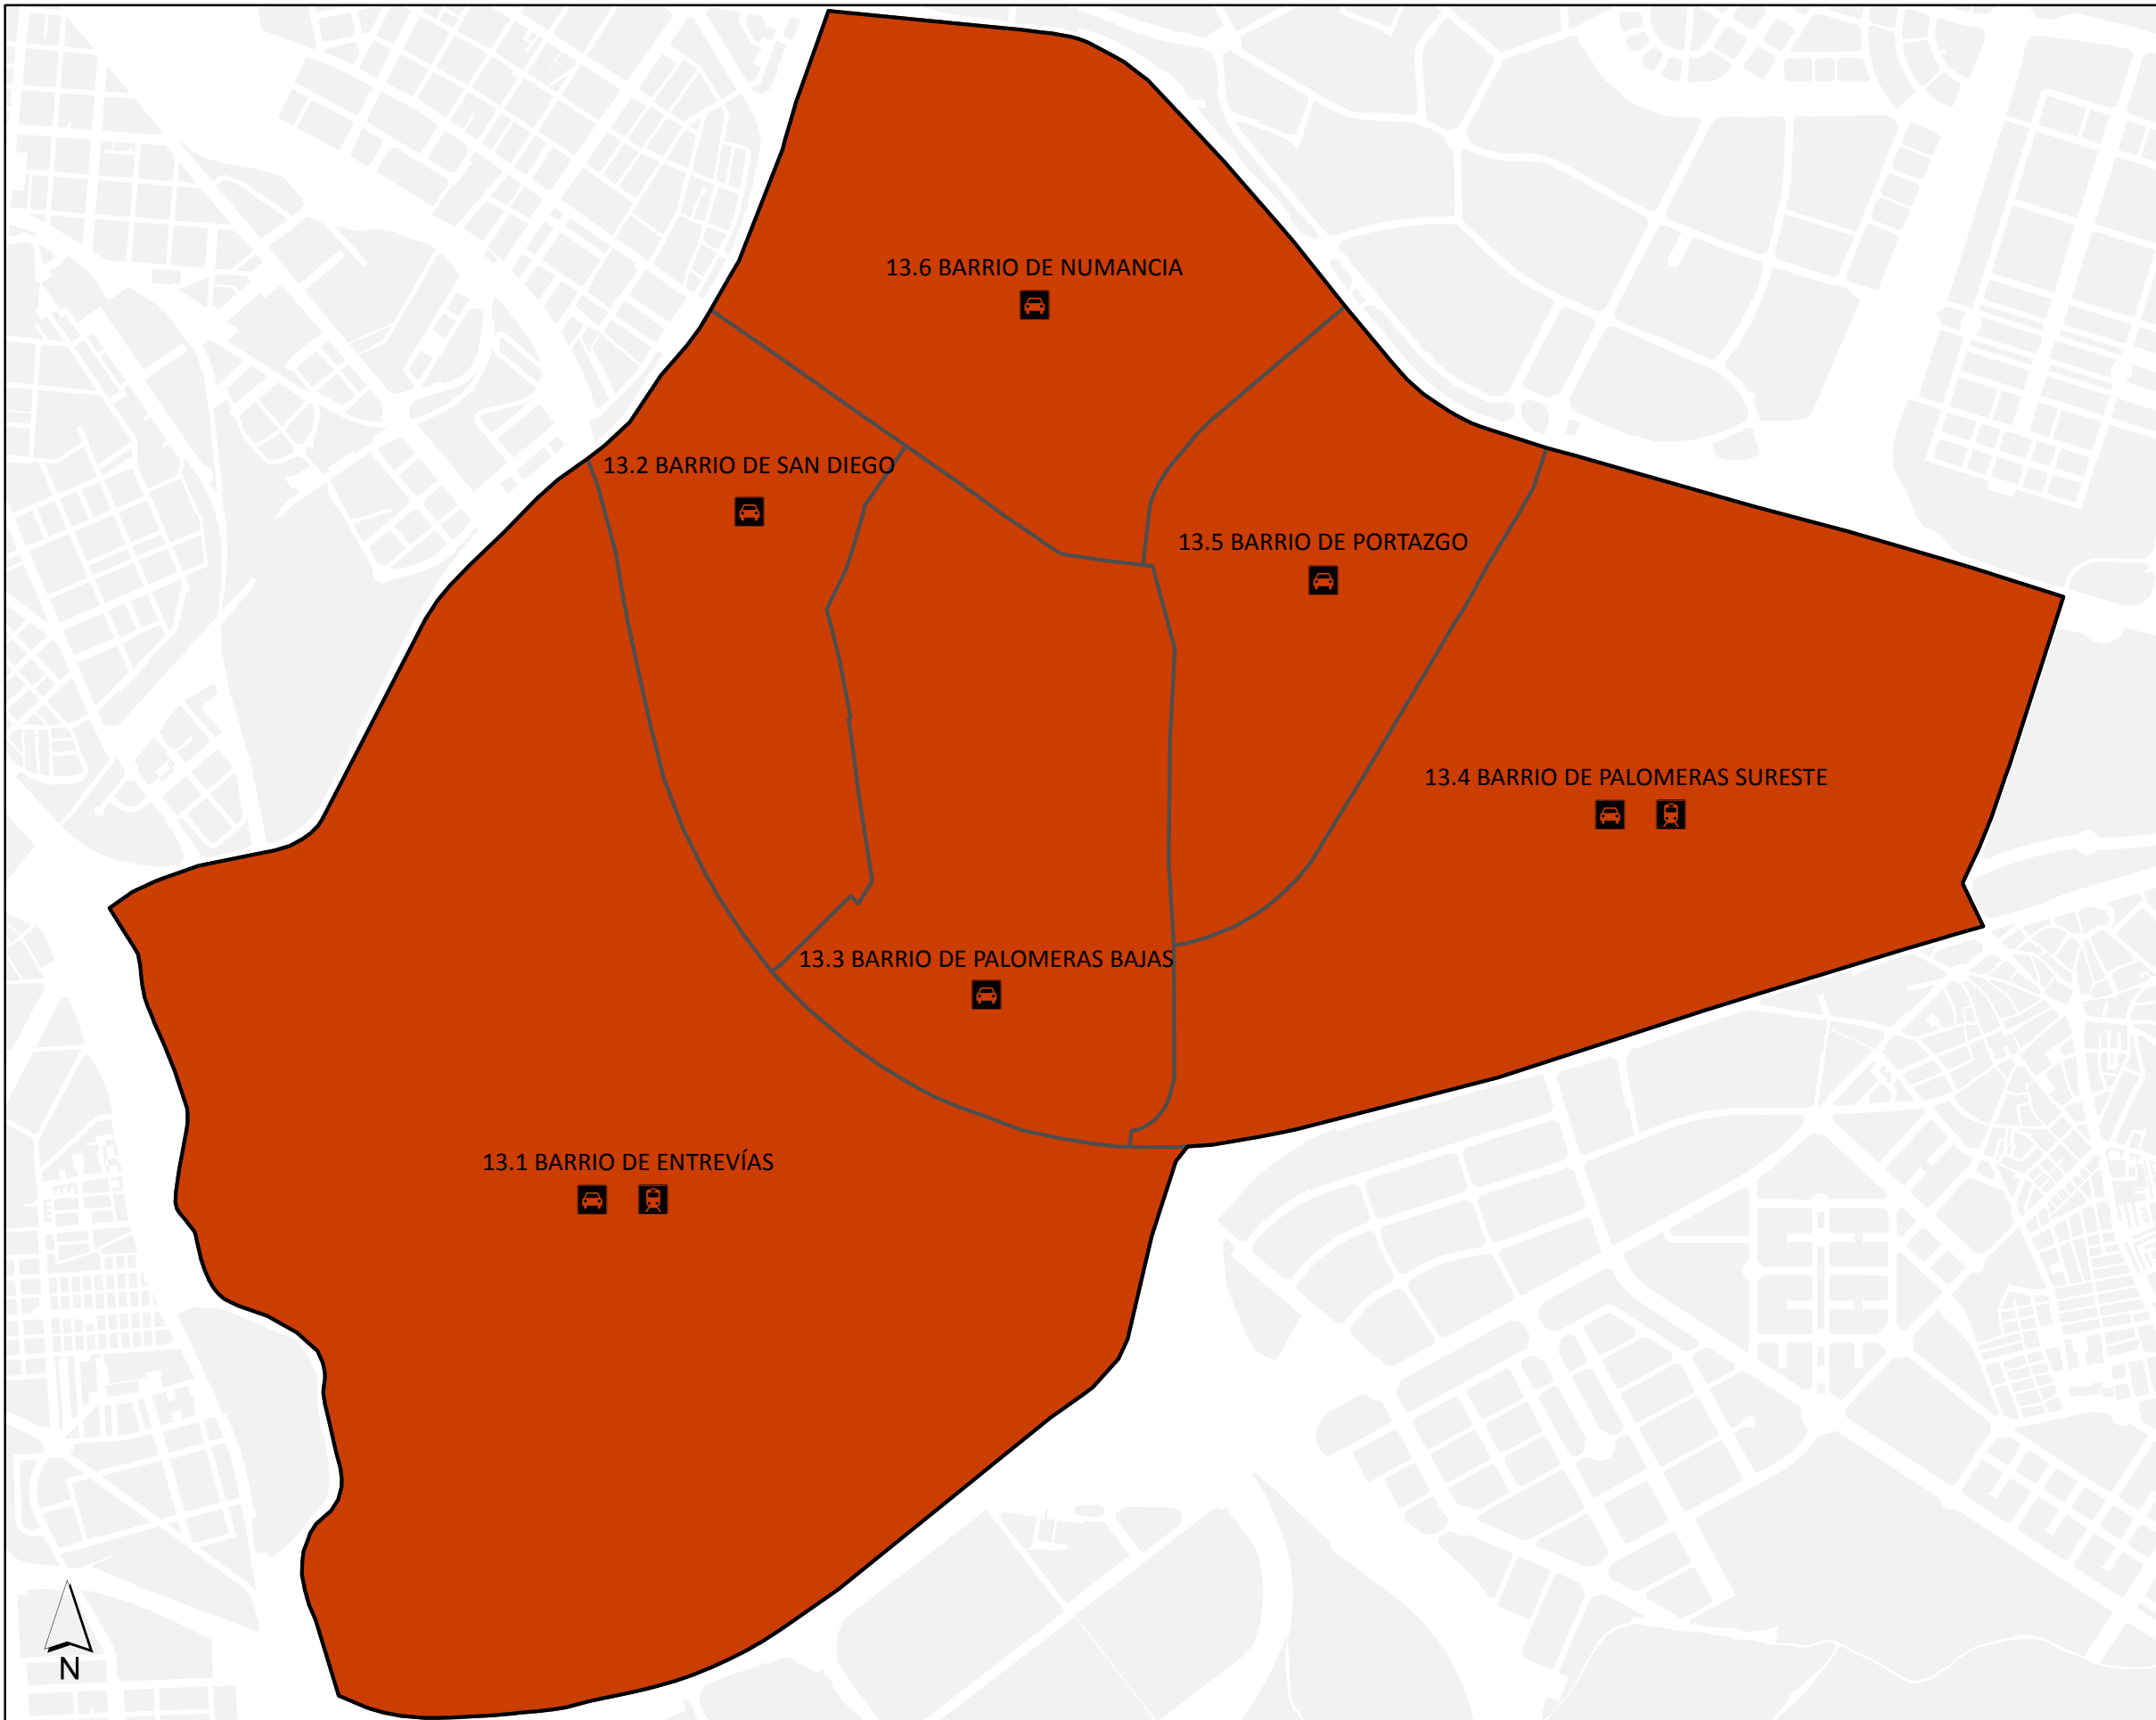 13.6 BARRIO DE NUMANCIA
13.2 BARRIO DE SAN DIEGO
13.5 BARRIO DE PORTAZGO
13.4 BARRIO DE PALOMERAS SURESTE
13.3 BARRIO DE PALOMERAS BAJAS
13.1 BARRIO DE ENTREVÍAS
N